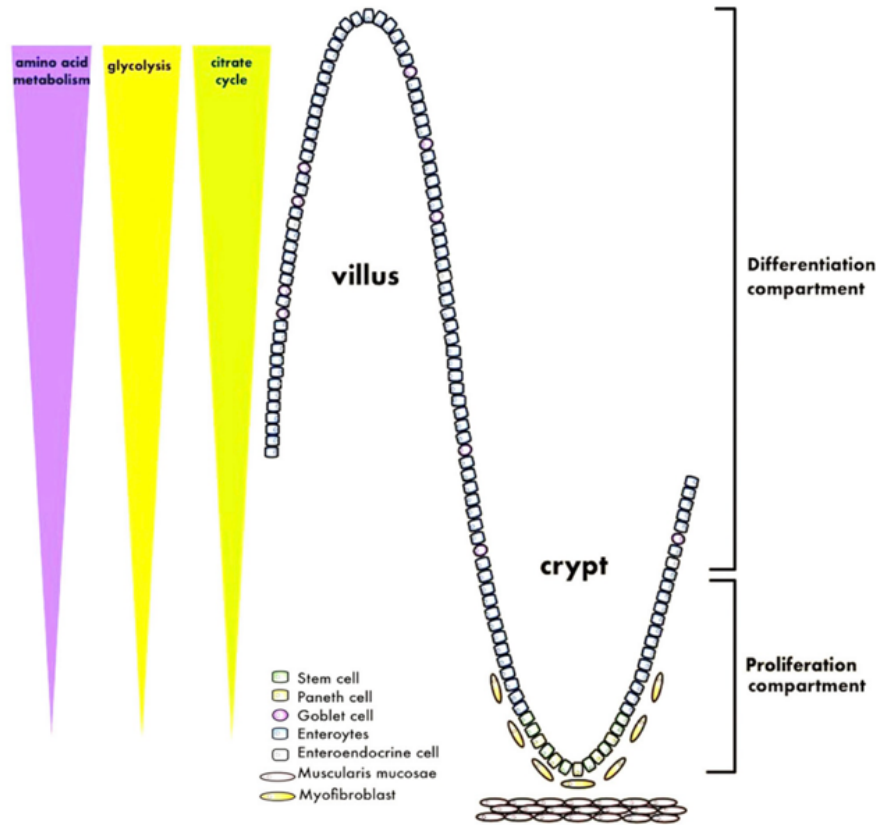 amino acid
metabolism
glycolysis
citrate
cycle
villus
Differentiation
compartment
crypt
Proliferation
compartment
Stem cell
Paneth cell
Goblet cell
Enteroytes
Enteroendocrine cell
Muscularis mucosae
Myofibroblast